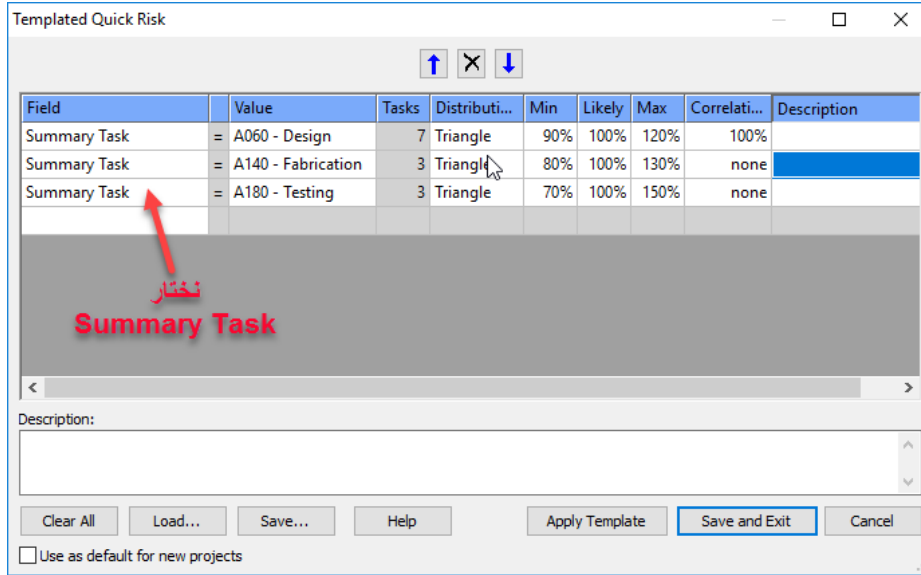 Templated Quick Risk
Field Value Tasks Distributi... Min Likely Max Correlati... Description
Summary Task = A060 - Design 7 Triangle 90% 100% 120% 100%
Summary Task = A140 - Fabrication 3 Triangle 80% 100% 130% none
Summary Task = A180 - Testing 3 Triangle 70% 100% 150% none
نختار
Summary Task
Description:
Clear All Load... Save... Help Apply Template Save and Exit Cancel
Use as default for new projects